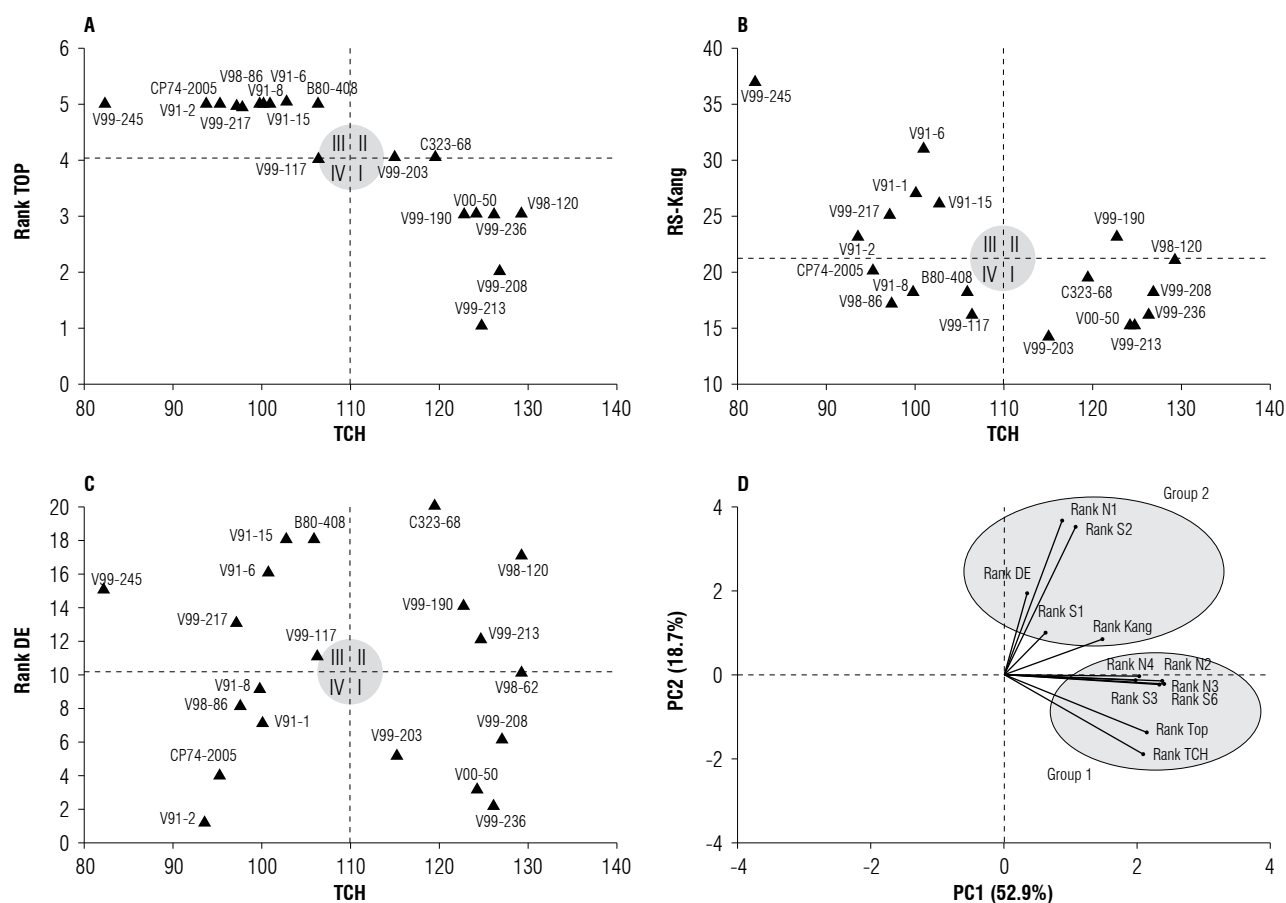 A
6
5
4
3
2
1
0
Rank TOP
80 90 100 110 120 130 140
TCH
V98-86 V91-6
CP74-2005 V91-8 B80-408
V91-2
V99-245 V99-217 V91-15
III II
IV I
C323-68
V99-117 V99-203
V00-50 V98-120
V99-190
V99-236
V99-208
V99-213
B
40
35
30
25
20
15
10
RS-Kang
80 90 100 110 120 130 140
TCH
V99-245
V91-6
V91-1
V91-15
V99-217
V99-190
V91-2
III II
IV I
V98-120
CP74-2005
V91-8 B80-408
C323-68
V99-208
V98-86
V99-117
V00-50 V99-236
V99-203 V99-213
C
20
18
16
14
12
10
8
6
4
2
0
Rank DE
80 90 100 110 120 130 140
TCH
V91-15 B80-408
C323-68
V99-245
V91-6
V98-120
V99-217
V99-190
V99-117
V99-213
III II
IV I
V91-8
V98-62
V98-86
V91-1
V99-203
V99-208
CP74-2005
V00-50
V91-2
V99-236
D
4
2
0
-2
-4
PC2 (18.7%)
-4 -2 0 2 4
PC1 (52.9%)
Group 2
Rank N1
Rank S2
Rank DE
Rank S1
Rank Kang
Rank N4 Rank N2
Rank N3
Rank S3 Rank S6
Rank Top
Rank TCH
Group 1